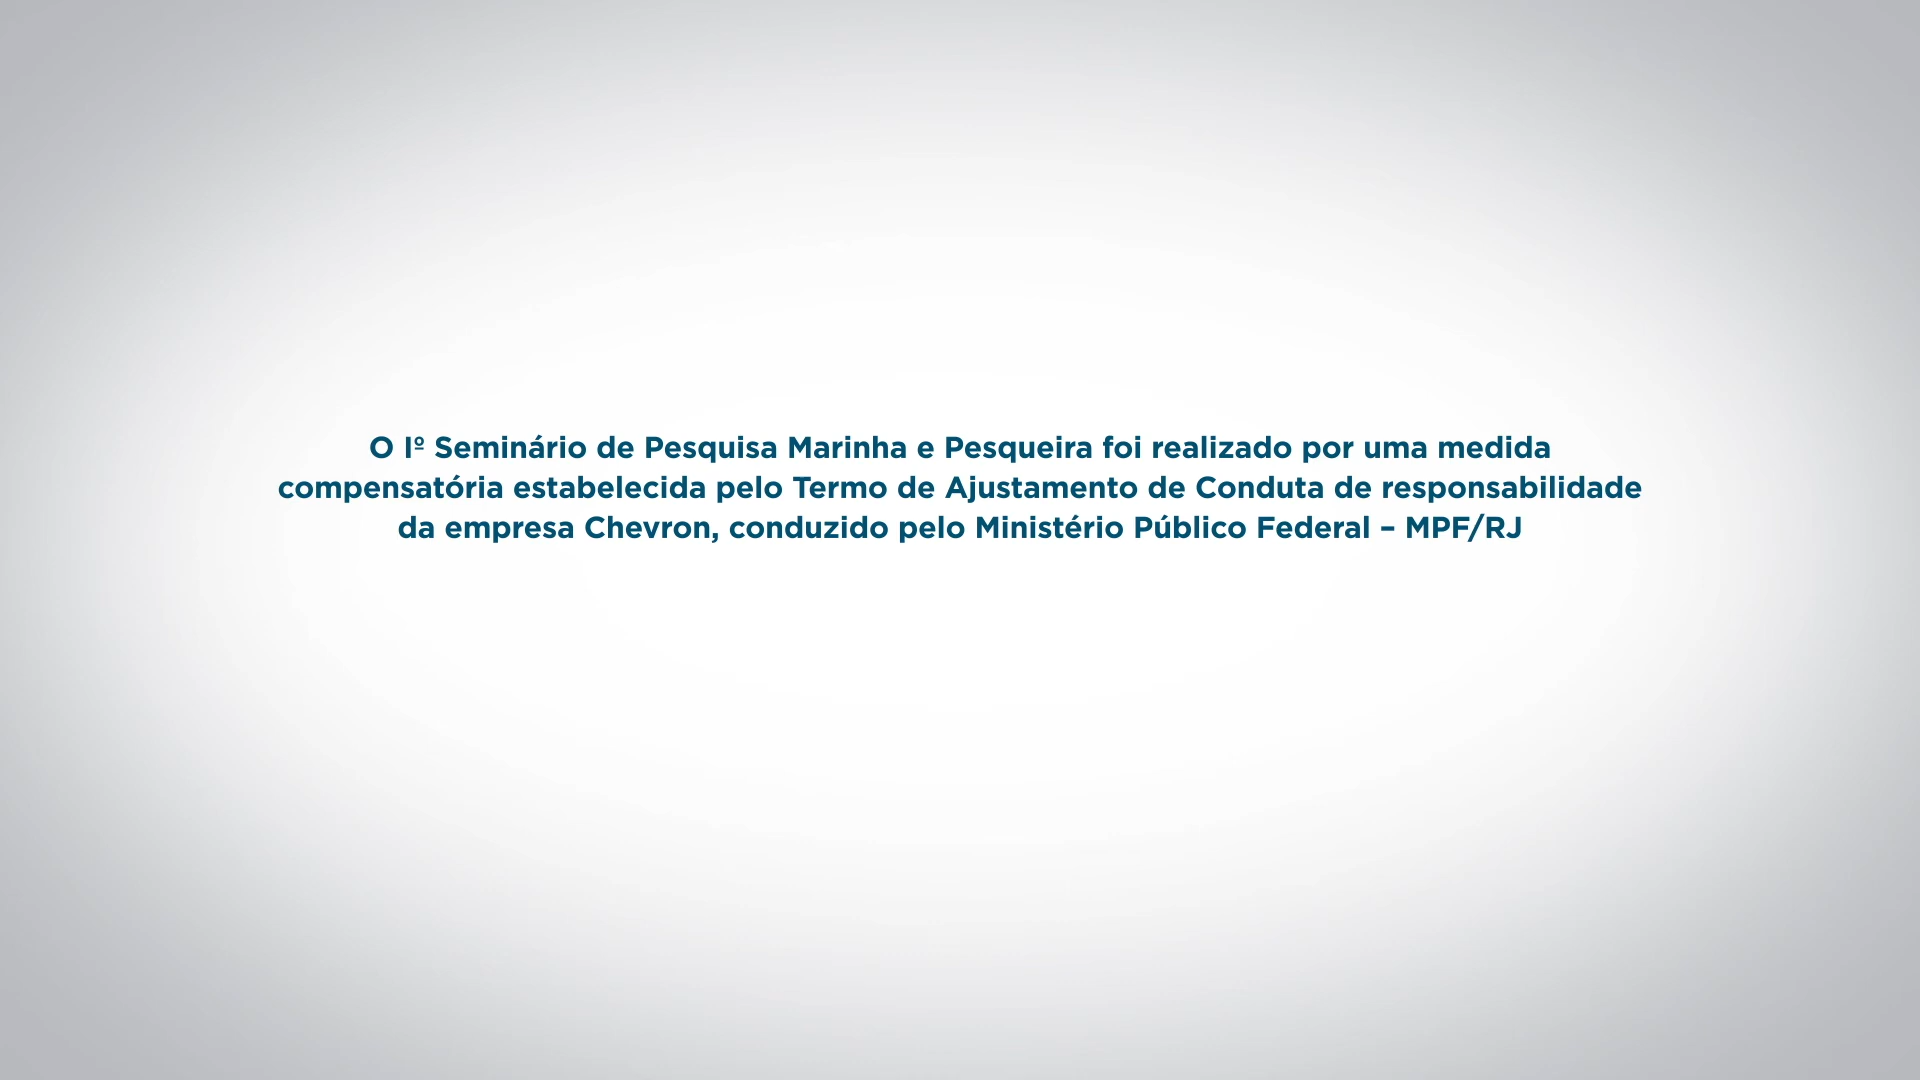 O Iº Seminário de Pesquisa Marinha e Pesqueira foi realizado por uma medida
compensatória estabelecida pelo Termo de Ajustamento de Conduta de responsabilidade
da empresa Chevron, conduzido pelo Ministério Público Federal – MPF/RJ